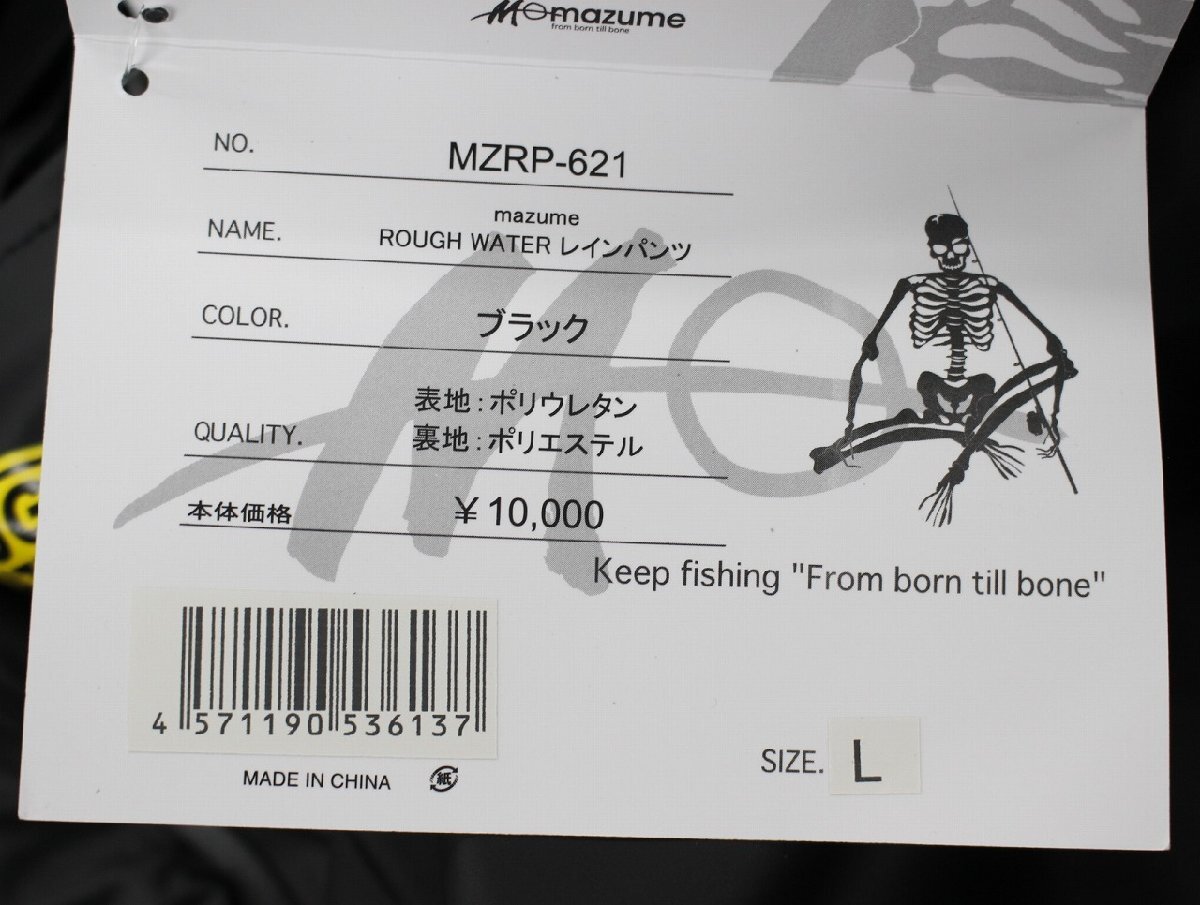 mazume
from born till bone
NO. MZRP-621
mazume
NAME. ROUGH WATER レインパンツ
COLOR. ブラック
表地：ポリウレタン
QUALITY. 裏地：ポリエステル
本体価格 ¥10,000
Keep fishing "From born till bone"
4 571190 536137
MADE IN CHINA 紙
SIZE. L